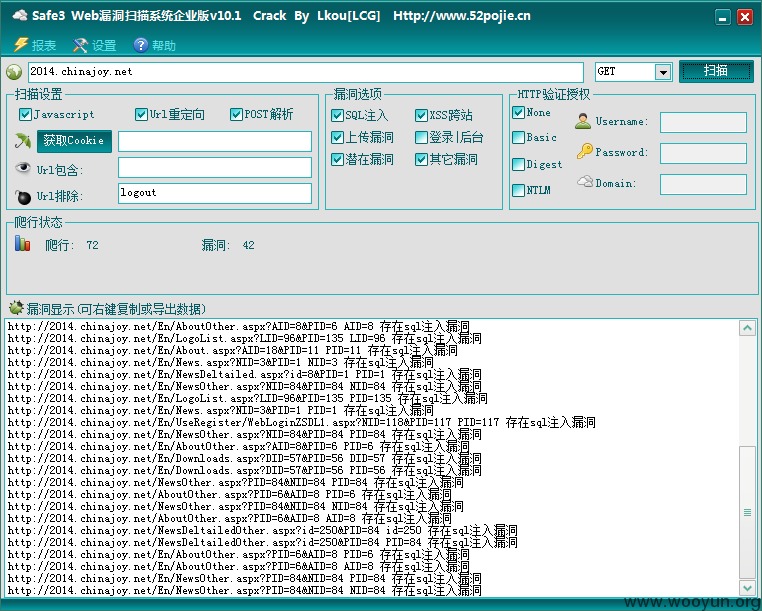 Safe3 Web漏洞扫描系统企业版v10.1 Crack By Lkou[LCG] Http://www.52pojie.cn
报表 设置 帮助
2014.chinajoy.net GET 扫描
扫描设置
Javascript Url重定向 POST解析
获取Cookie
Url包含:
Url排除: logout
漏洞选项
SQL注入 XSS跨站
上传漏洞 登录|后台
潜在漏洞 其它漏洞
HTTP验证授权
None
Basic
Digest
NTLM
Username:
Password:
Domain:
爬行状态
爬行: 72 漏洞: 42
漏洞显示(可右键复制或导出数据)
http://2014.chinajoy.net/En/AboutOther.aspx?AID=8&PID=6 AID=8 存在sql注入漏洞
http://2014.chinajoy.net/En/LogoList.aspx?LID=96&PID=135 LID=96 存在sql注入漏洞
http://2014.chinajoy.net/En/About.aspx?AID=18&PID=11 PID=11 存在sql注入漏洞
http://2014.chinajoy.net/En/News.aspx?NID=3&PID=1 NID=3 存在sql注入漏洞
http://2014.chinajoy.net/En/NewsDeltailed.aspx?id=8&PID=1 PID=1 存在sql注入漏洞
http://2014.chinajoy.net/En/NewsOther.aspx?NID=84&PID=84 NID=84 存在sql注入漏洞
http://2014.chinajoy.net/En/LogoList.aspx?LID=96&PID=135 PID=135 存在sql注入漏洞
http://2014.chinajoy.net/En/News.aspx?NID=3&PID=1 PID=1 存在sql注入漏洞
http://2014.chinajoy.net/En/UseRegister/WebLoginZSDL1.aspx?NID=118&PID=117 PID=117 存在sql注入漏洞
http://2014.chinajoy.net/En/NewsOther.aspx?NID=84&PID=84 PID=84 存在sql注入漏洞
http://2014.chinajoy.net/En/AboutOther.aspx?AID=8&PID=6 PID=6 存在sql注入漏洞
http://2014.chinajoy.net/En/Downloads.aspx?DID=57&PID=56 DID=57 存在sql注入漏洞
http://2014.chinajoy.net/En/Downloads.aspx?DID=57&PID=56 PID=56 存在sql注入漏洞
http://2014.chinajoy.net/NewsOther.aspx?PID=84&NID=84 PID=84 存在sql注入漏洞
http://2014.chinajoy.net/AboutOther.aspx?PID=6&AID=8 PID=6 存在sql注入漏洞
http://2014.chinajoy.net/NewsOther.aspx?PID=84&NID=84 NID=84 存在sql注入漏洞
http://2014.chinajoy.net/AboutOther.aspx?PID=6&AID=8 AID=8 存在sql注入漏洞
http://2014.chinajoy.net/NewsDeltailedOther.aspx?id=250&PID=84 id=250 存在sql注入漏洞
http://2014.chinajoy.net/NewsDeltailedOther.aspx?id=250&PID=84 PID=84 存在sql注入漏洞
http://2014.chinajoy.net/En/AboutOther.aspx?PID=6&AID=8 PID=6 存在sql注入漏洞
http://2014.chinajoy.net/En/AboutOther.aspx?PID=6&AID=8 AID=8 存在sql注入漏洞
http://2014.chinajoy.net/En/NewsOther.aspx?PID=84&NID=84 PID=84 存在sql注入漏洞
http://2014.chinajoy.net/En/NewsOther.aspx?PID=84&NID=84 NID=84 存在sql注入漏洞
www.wooyun.org